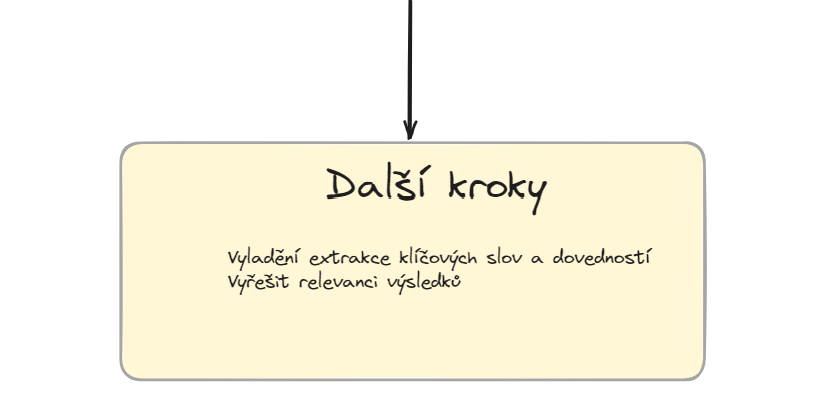 Další kroky
Vyladění extrakce klíčových slov a dovedností
Vyřešit relevanci výsledků